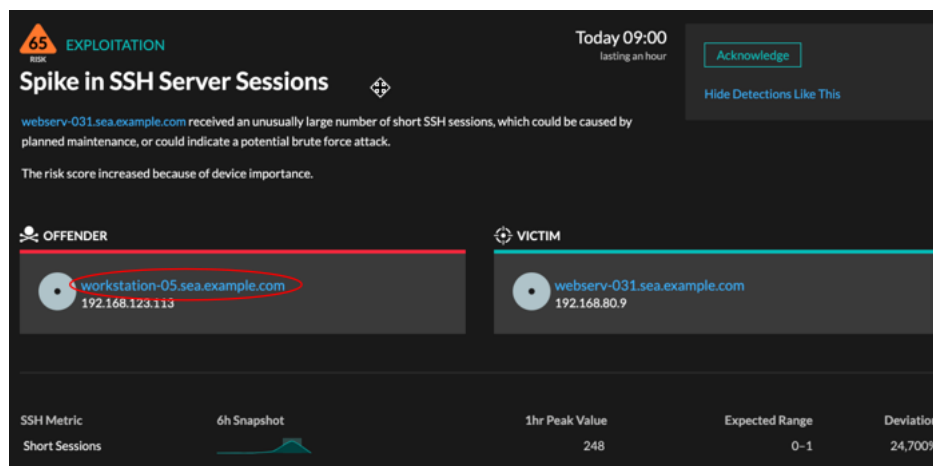 65
RISK
EXPLOITATION
Today 09:00
lasting an hour
Acknowledge
Spike in SSH Server Sessions
Hide Detections Like This
webserv-031.sea.example.com received an unusually large number of short SSH sessions, which could be caused by
planned maintenance, or could indicate a potential brute force attack.
The risk score increased because of device importance.
OFFENDER
VICTIM
workstation-05.sea.example.com
192.168.123.113
webserv-031.sea.example.com
192.168.80.9
SSH Metric 6h Snapshot 1hr Peak Value Expected Range Deviation
Short Sessions 248 0–1 24,700%